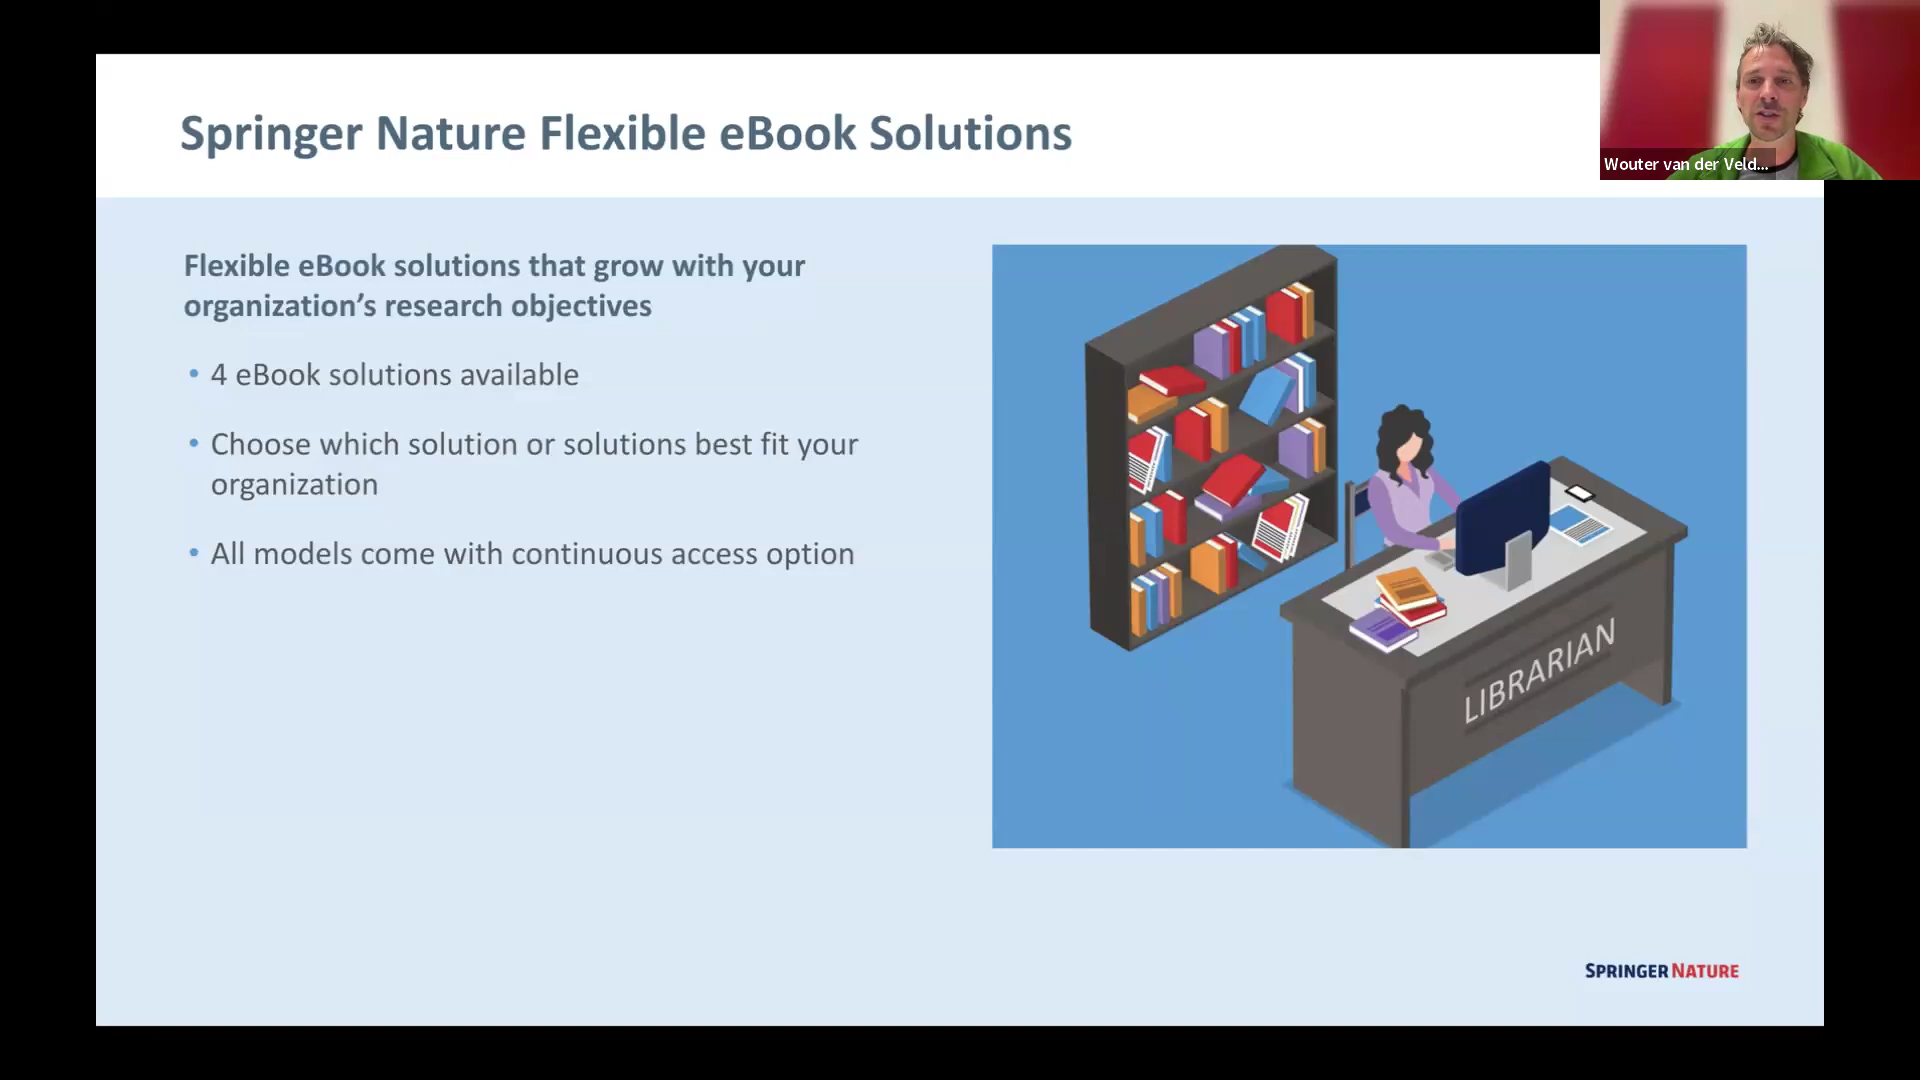 Springer Nature Flexible eBook Solutions
Wouter van der Veld...
Flexible eBook solutions that grow with your
organization’s research objectives
• 4 eBook solutions available
• Choose which solution or solutions best fit your
organization
• All models come with continuous access option
LIBRARIAN
SPRINGER NATURE